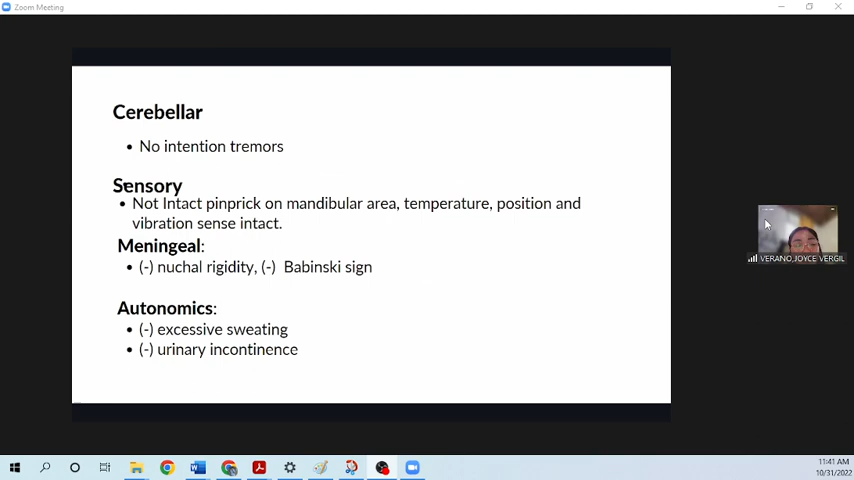 Zoom Meeting
Cerebellar
• No intention tremors
Sensory
• Not Intact pinprick on mandibular area, temperature, position and
vibration sense intact.
Meningeal:
• (-) nuchal rigidity, (-) Babinski sign
Autonomics:
• (-) excessive sweating
• (-) urinary incontinence
VERANO,JOYCE VERGIL
11:41 AM
10/31/2022